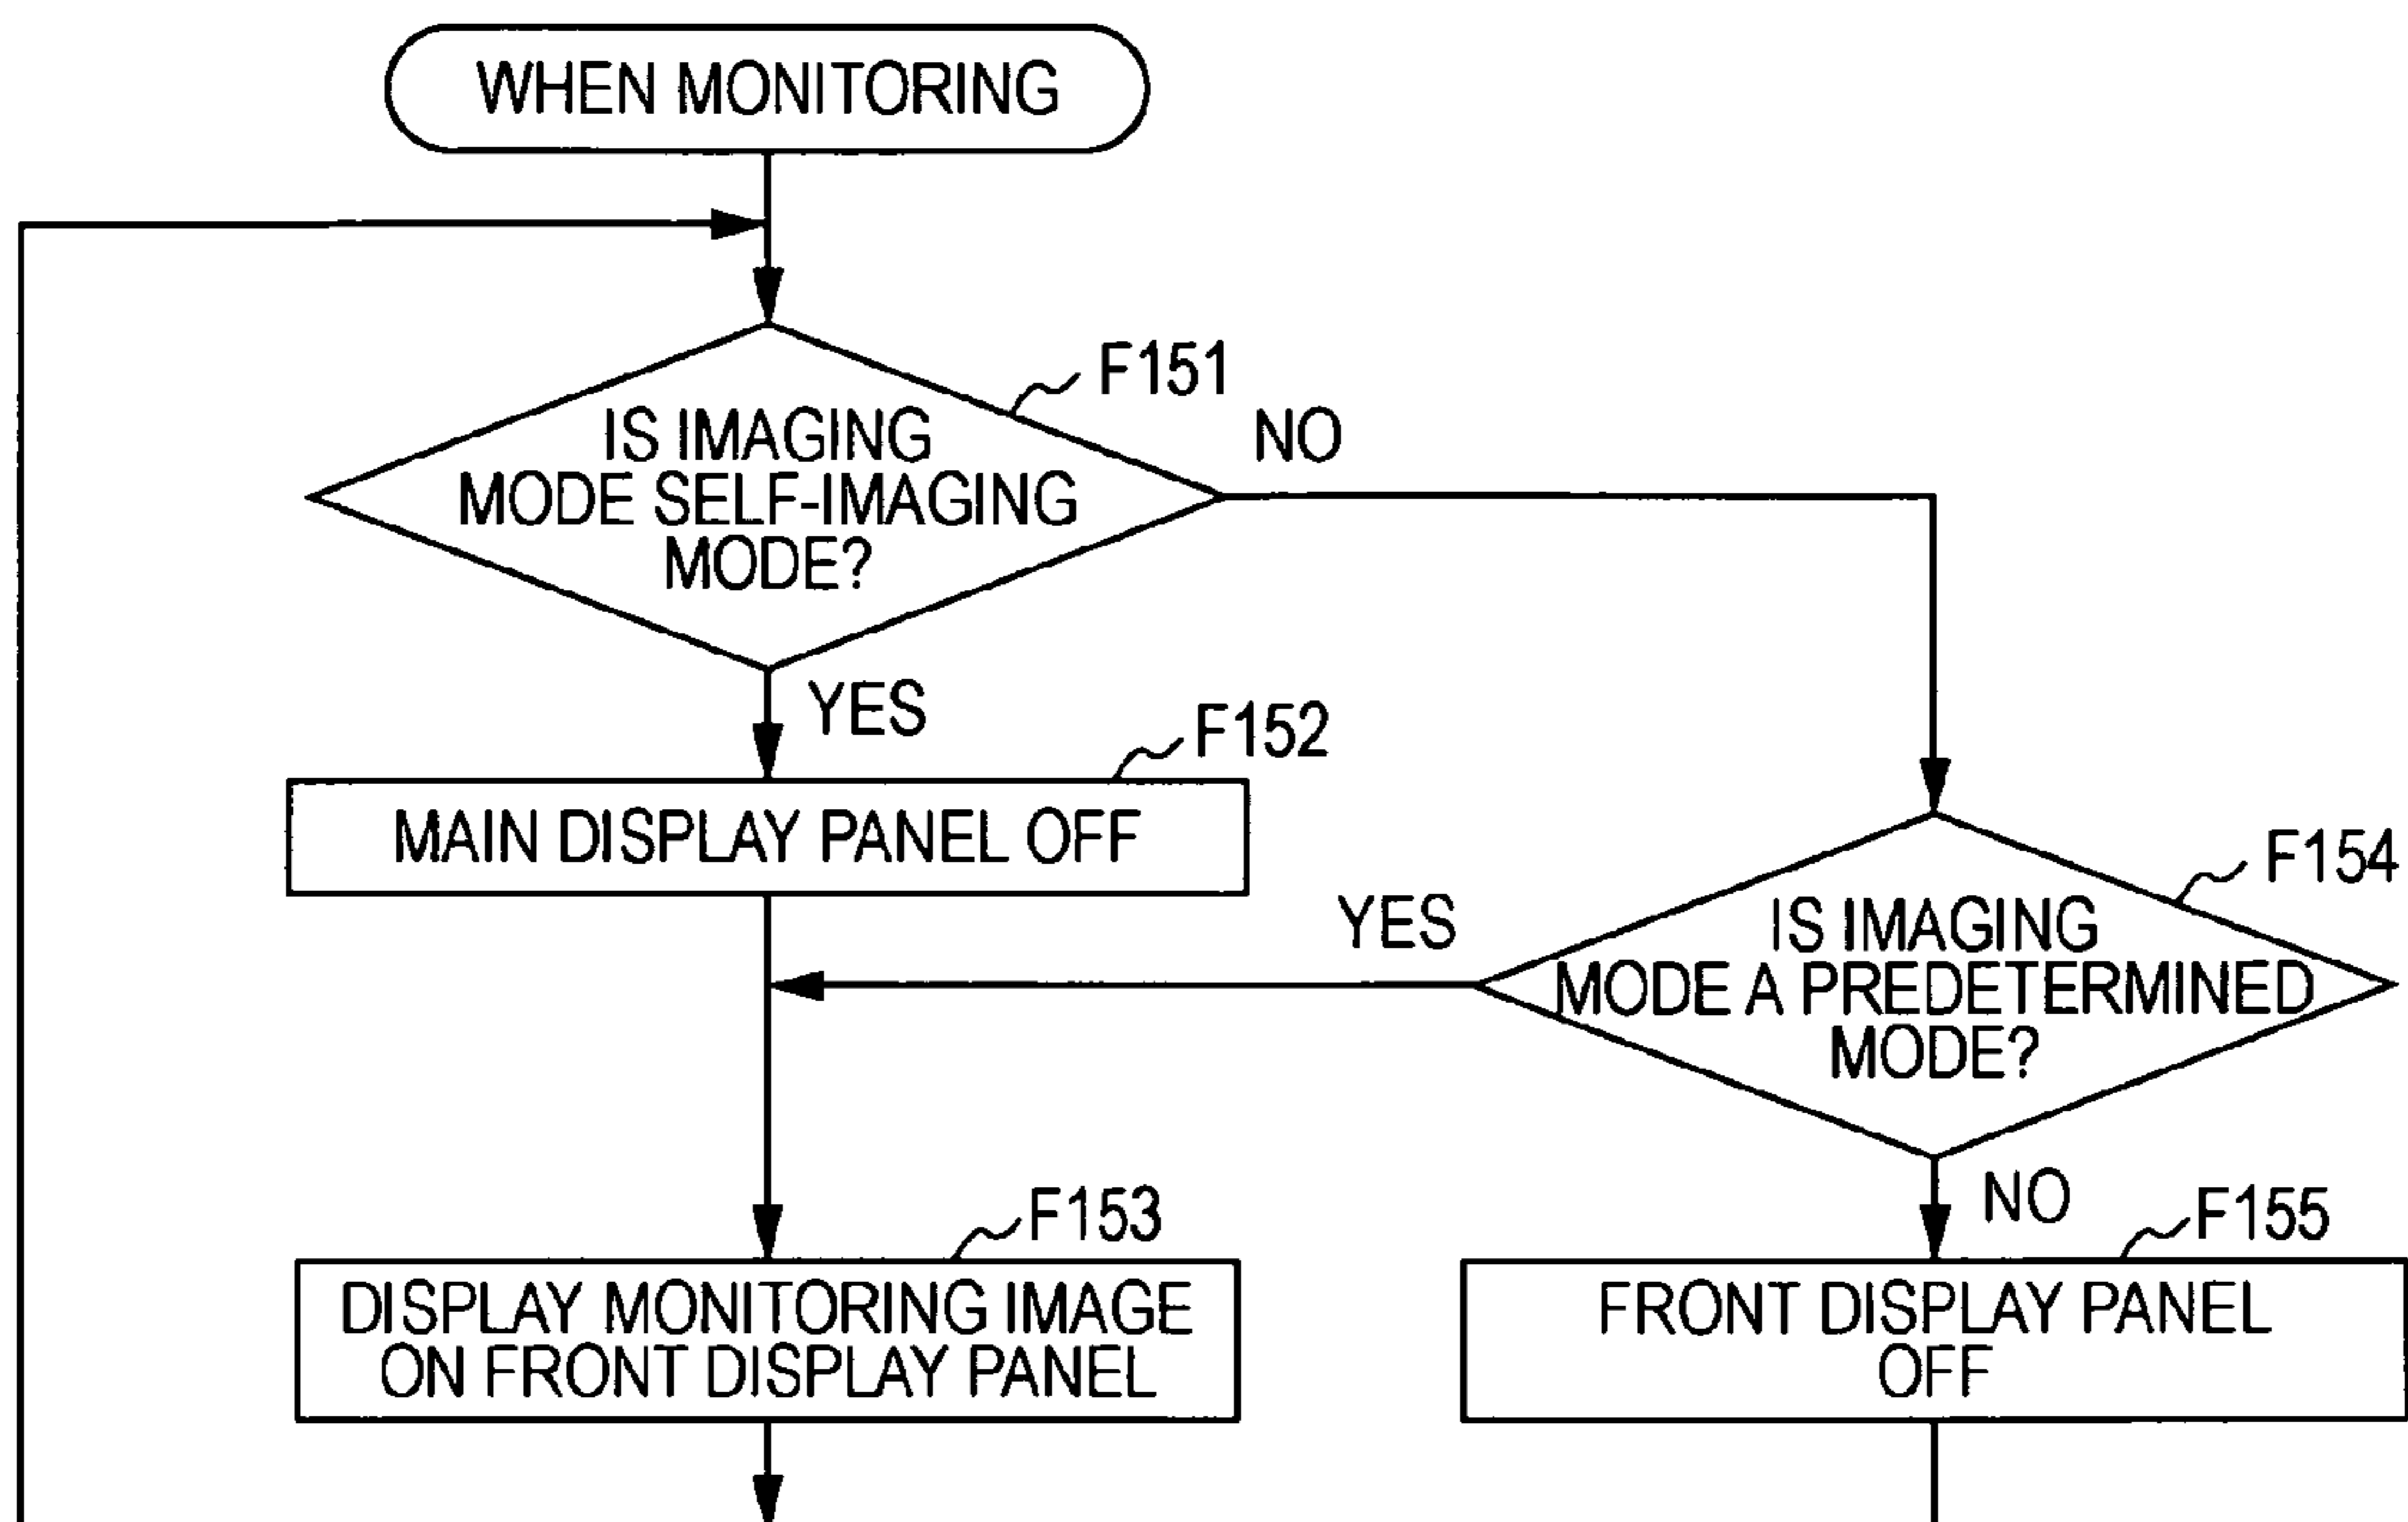 WHEN MONITORING
F151
IS IMAGING
MODE SELF-IMAGING
MODE?
NO
YES
F152
MAIN DISPLAY PANEL OFF
F154
IS IMAGING
MODE A PREDETERMINED
MODE?
YES
NO
F153
DISPLAY MONITORING IMAGE
ON FRONT DISPLAY PANEL
F155
FRONT DISPLAY PANEL
OFF